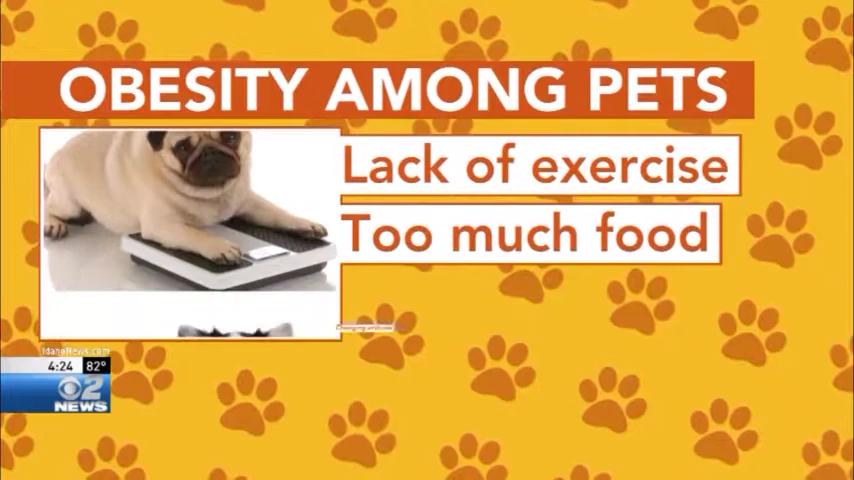 OBESITY AMONG PETS
Lack of exercise
Too much food
IdahoNews.com
4:24 82°
2
NEWS